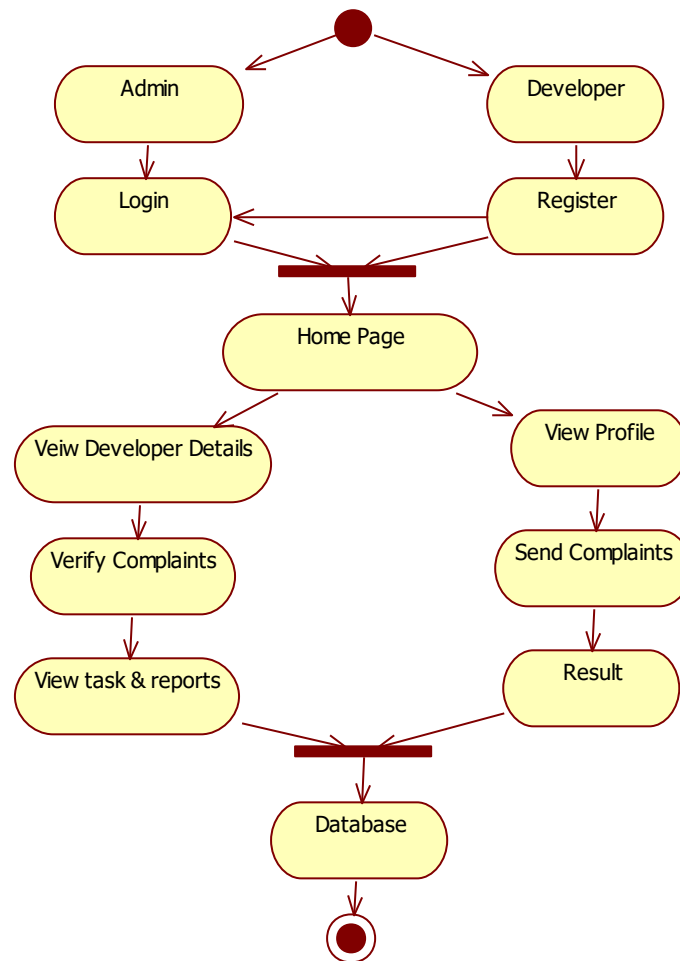 Admin
Developer
Login
Register
Home Page
Veiw Developer Details
View Profile
Verify Complaints
Send Complaints
View task & reports
Result
Database